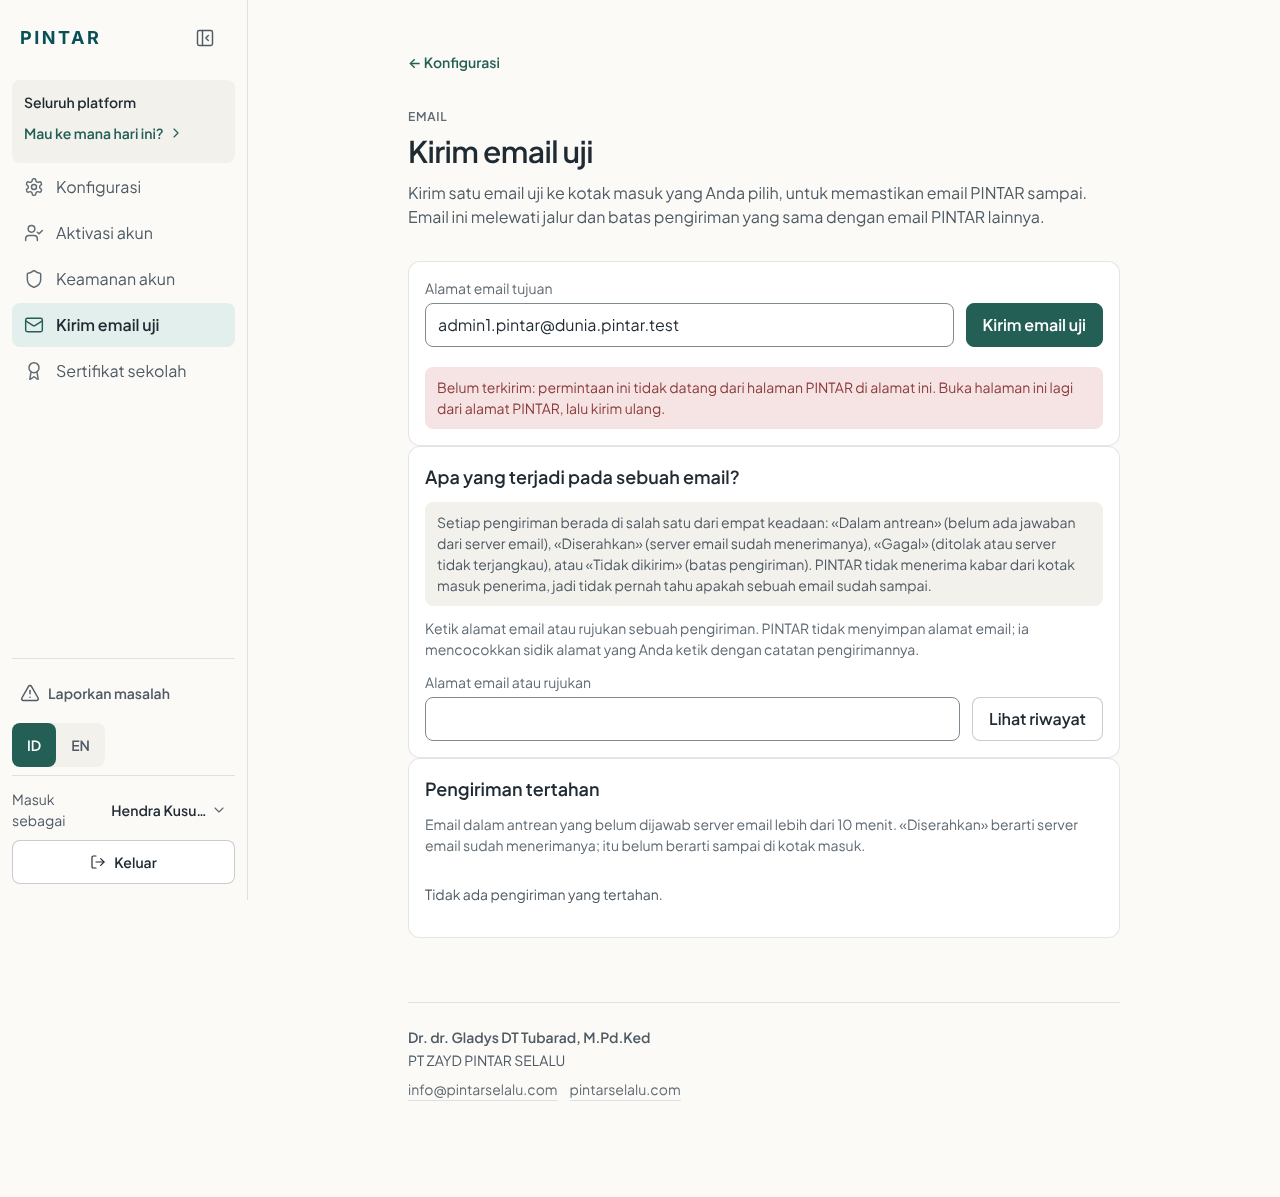 PINTAR
Seluruh platform
Mau ke mana hari ini?
Konfigurasi
Aktivasi akun
Keamanan akun
Kirim email uji
Sertifikat sekolah
Laporkan masalah
ID EN
Masuk
sebagai
Hendra Kusu…
Keluar
← Konfigurasi
EMAIL
Kirim email uji
Kirim satu email uji ke kotak masuk yang Anda pilih, untuk memastikan email PINTAR sampai.
Email ini melewati jalur dan batas pengiriman yang sama dengan email PINTAR lainnya.
Alamat email tujuan
admin1.pintar@dunia.pintar.test
Kirim email uji
Belum terkirim: permintaan ini tidak datang dari halaman PINTAR di alamat ini. Buka halaman ini lagi
dari alamat PINTAR, lalu kirim ulang.
Apa yang terjadi pada sebuah email?
Setiap pengiriman berada di salah satu dari empat keadaan: «Dalam antrean» (belum ada jawaban
dari server email), «Diserahkan» (server email sudah menerimanya), «Gagal» (ditolak atau server
tidak terjangkau), atau «Tidak dikirim» (batas pengiriman). PINTAR tidak menerima kabar dari kotak
masuk penerima, jadi tidak pernah tahu apakah sebuah email sudah sampai.
Ketik alamat email atau rujukan sebuah pengiriman. PINTAR tidak menyimpan alamat email; ia
mencocokkan sidik alamat yang Anda ketik dengan catatan pengirimannya.
Alamat email atau rujukan
Lihat riwayat
Pengiriman tertahan
Email dalam antrean yang belum dijawab server email lebih dari 10 menit. «Diserahkan» berarti server
email sudah menerimanya; itu belum berarti sampai di kotak masuk.
Tidak ada pengiriman yang tertahan.
Dr. dr. Gladys DT Tubarad, M.Pd.Ked
PT ZAYD PINTAR SELALU
info@pintarselalu.com pintarselalu.com